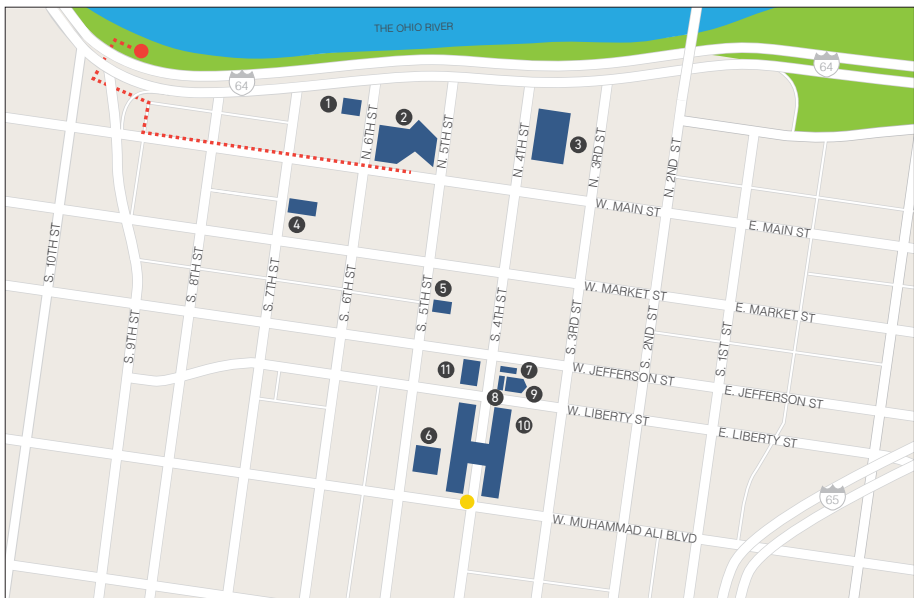 THE OHIO RIVER
64
64
1
2
3
N. 6TH ST
N. 5TH ST
N. 4TH ST
N. 3RD ST
N. 2ND ST
4
W. MAIN ST
E. MAIN ST
S. 10TH ST
S. 9TH ST
S. 8TH ST
S. 7TH ST
S. 6TH ST
S. 5TH ST
5
S. 4TH ST
S. 3RD ST
S. 2ND ST
S. 1ST ST
W. MARKET ST
E. MARKET ST
11
7
8
9
W. JEFFERSON ST
E. JEFFERSON ST
6
10
W. LIBERTY ST
E. LIBERTY ST
65
W. MUHAMMAD ALI BLVD